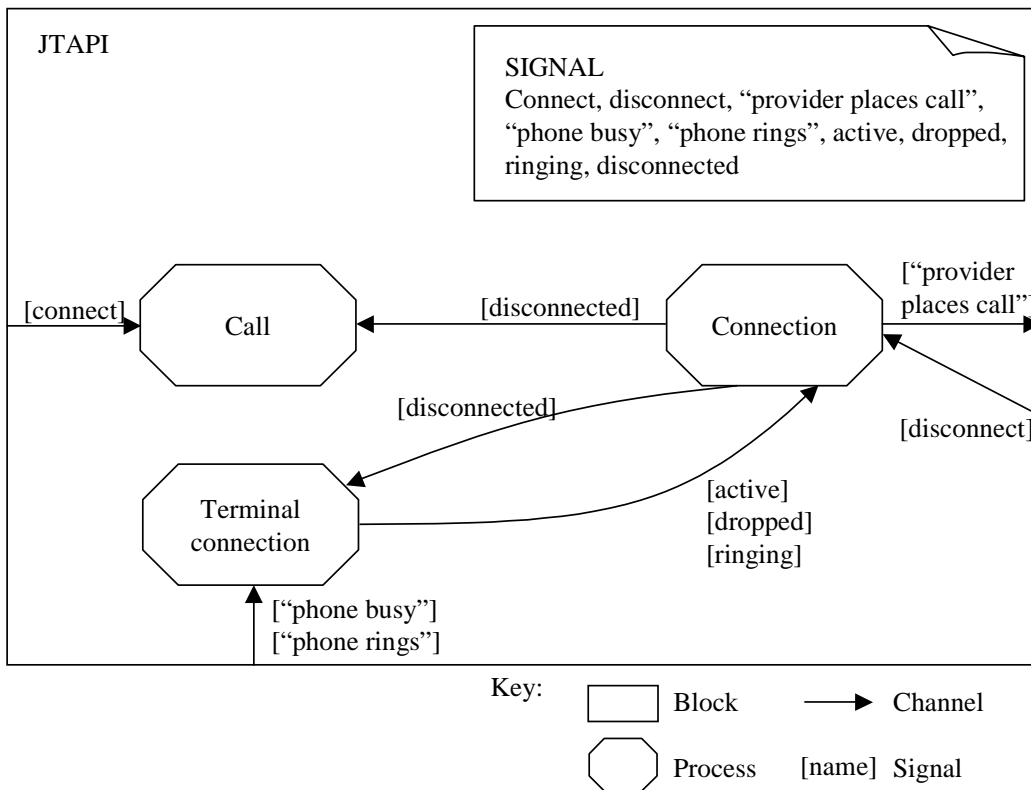 JTAPI
SIGNAL
Connect, disconnect, “provider places call”,
“phone busy”, “phone rings”, active, dropped,
ringing, disconnected
[“provider
places call”]
[connect]
Call
[disconnected]
Connection
[disconnected]
[disconnect]
Terminal
connection
[active]
[dropped]
[ringing]
[“phone busy”]
[“phone rings”]
Key:
Block
Channel
Process
[name] Signal